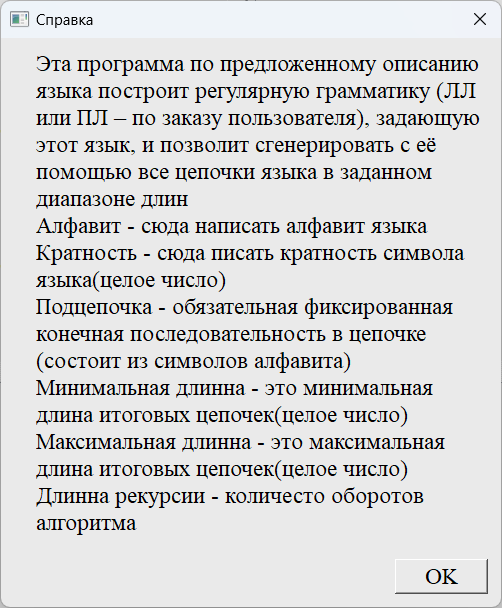 Справка
Эта программа по предложенному описанию
языка построит регулярную грамматику (ЛЛ
или ПЛ – по заказу пользователя), задающую
этот язык, и позволит сгенерировать с её
помощью все цепочки языка в заданном
диапазоне длин
Алфавит - сюда написать алфавит языка
Кратность - сюда писать кратность символа
языка(целое число)
Подцепочка - обязательная фиксированная
конечная последовательность в цепочке
(состоит из символов алфавита)
Минимальная длинна - это минимальная
длина итоговых цепочек(целое число)
Максимальная длинна - это максимальная
длина итоговых цепочек(целое число)
Длинна рекурсии - количесто оборотов
алгоритма
OK